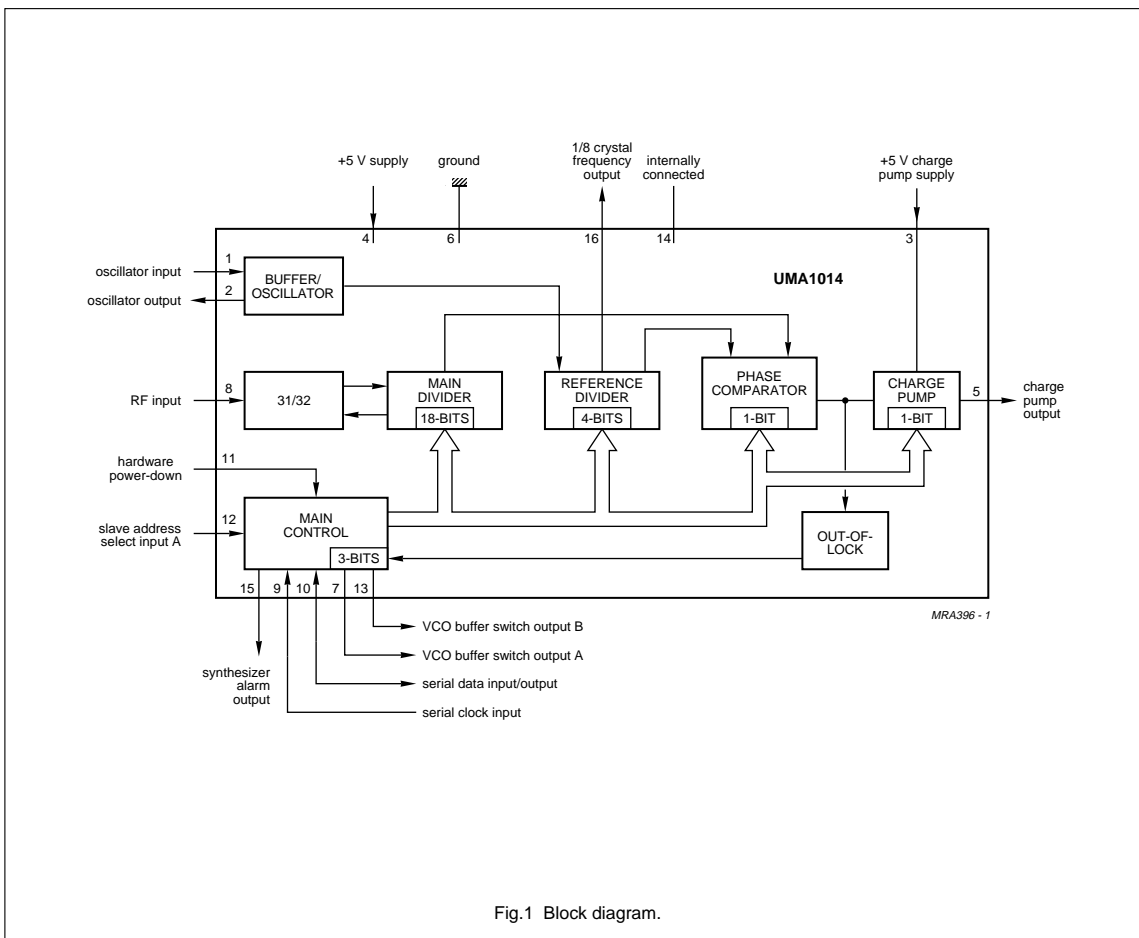 +5 V supply
ground
1/8 crystal
frequency
output
internally
connected
+5 V charge
pump supply
4
6
16
14
3
UMA1014
oscillator input
1
oscillator output
2
BUFFER/
OSCILLATOR
RF input
8
31/32
MAIN
DIVIDER
18-BITS
REFERENCE
DIVIDER
4-BITS
PHASE
COMPARATOR
1-BIT
CHARGE
PUMP
1-BIT
5
charge
pump
output
hardware
power-down
11
slave address
select input A
12
MAIN
CONTROL
3-BITS
OUT-OF-
LOCK
15
9
10
7
13
MRA396 - 1
VCO buffer switch output B
VCO buffer switch output A
serial data input/output
serial clock input
synthesizer
alarm
output
Fig.1 Block diagram.